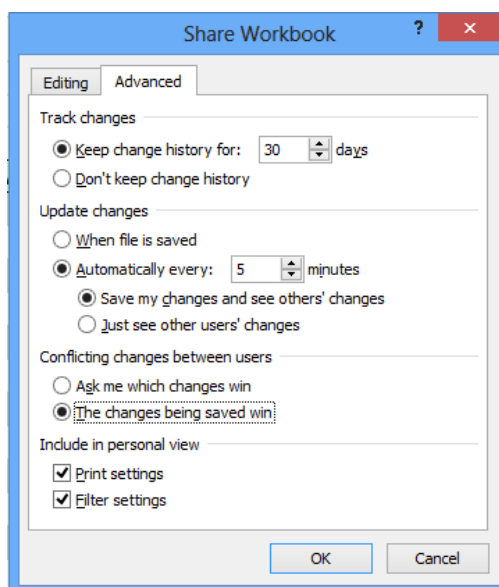 Share Workbook
? x
Editing Advanced
Track changes
Keep change history for: 30 days
Don't keep change history
Update changes
When file is saved
Automatically every: 5 minutes
Save my changes and see others' changes
Just see other users' changes
Conflicting changes between users
Ask me which changes win
The changes being saved win
Include in personal view
Print settings
Filter settings
OK Cancel